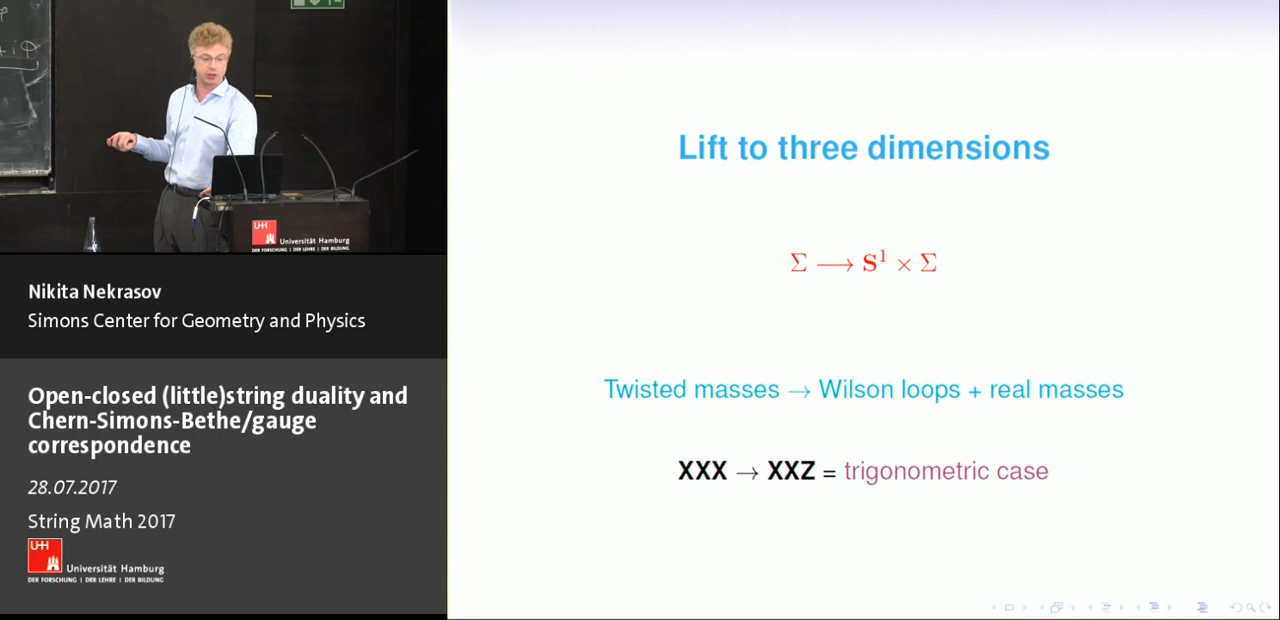 Lift to three dimensions
Σ ⟶ S¹ × Σ
Twisted masses → Wilson loops + real masses
XXX → XXZ = trigonometric case
UH
Universität Hamburg
DER FORSCHUNG | DER LEHRE | DER BILDUNG
Nikita Nekrasov
Simons Center for Geometry and Physics
Open-closed (little)string duality and
Chern-Simons-Bethe/gauge
correspondence
28.07.2017
String Math 2017
UH
Universität Hamburg
DER FORSCHUNG | DER LEHRE | DER BILDUNG